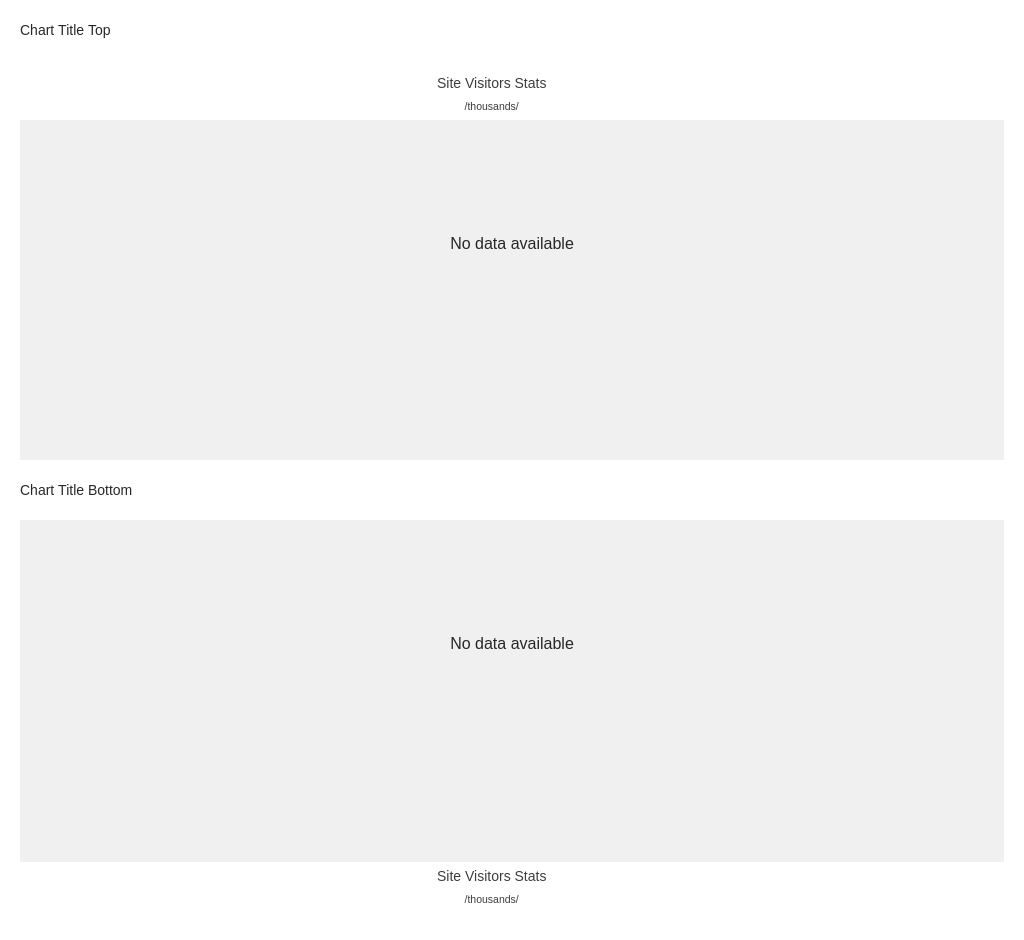 Chart Title Top
Site Visitors Stats
/thousands/
No data available
Chart Title Bottom
No data available
Site Visitors Stats
/thousands/